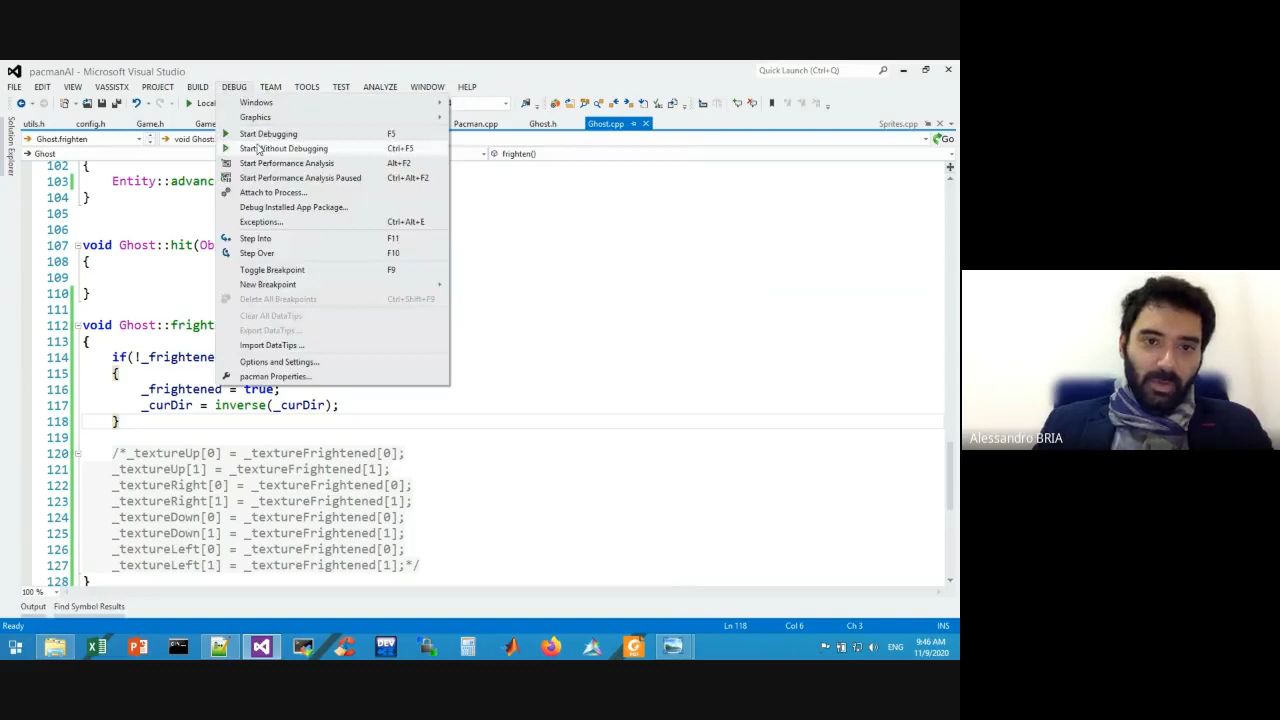 pacmanAI - Microsoft Visual Studio
Quick Launch (Ctrl+Q)
FILE EDIT VIEW VASSISTX PROJECT BUILD DEBUG TEAM TOOLS TEST ANALYZE WINDOW HELP
Local
utils.h config.h Game.h Game Pacman.cpp Ghost.h Ghost.cpp Sprites.cpp
Ghost.frighten void Ghost: Go
Ghost frighten()
Windows
Graphics
Start Debugging F5
Start Without Debugging Ctrl+F5
Start Performance Analysis Alt+F2
Start Performance Analysis Paused Ctrl+Alt+F2
Attach to Process...
Debug Installed App Package...
Exceptions... Ctrl+Alt+E
Step Into F11
Step Over F10
Toggle Breakpoint F9
New Breakpoint
Delete All Breakpoints Ctrl+Shift+F9
Clear All DataTips
Export DataTips ...
Import DataTips ...
Options and Settings...
pacman Properties...
Solution Explorer
102 {
103 Entity::advanc
104 }
105
106
107 void Ghost::hit(Ob
108 {
109
110 }
111
112 void Ghost::fright
113 {
114 if(!_frightene
115 {
116 _frightened = true;
117 _curDir = inverse(_curDir);
118 }
119
120 /*_textureUp[0] = _textureFrightened[0];
121 _textureUp[1] = _textureFrightened[1];
122 _textureRight[0] = _textureFrightened[0];
123 _textureRight[1] = _textureFrightened[1];
124 _textureDown[0] = _textureFrightened[0];
125 _textureDown[1] = _textureFrightened[1];
126 _textureLeft[0] = _textureFrightened[0];
127 _textureLeft[1] = _textureFrightened[1];*/
128 }
100 %
Output Find Symbol Results
Ready Ln 118 Col 6 Ch 3 INS
DEV
PDF
ENG
9:46 AM
11/9/2020
Alessandro BRIA